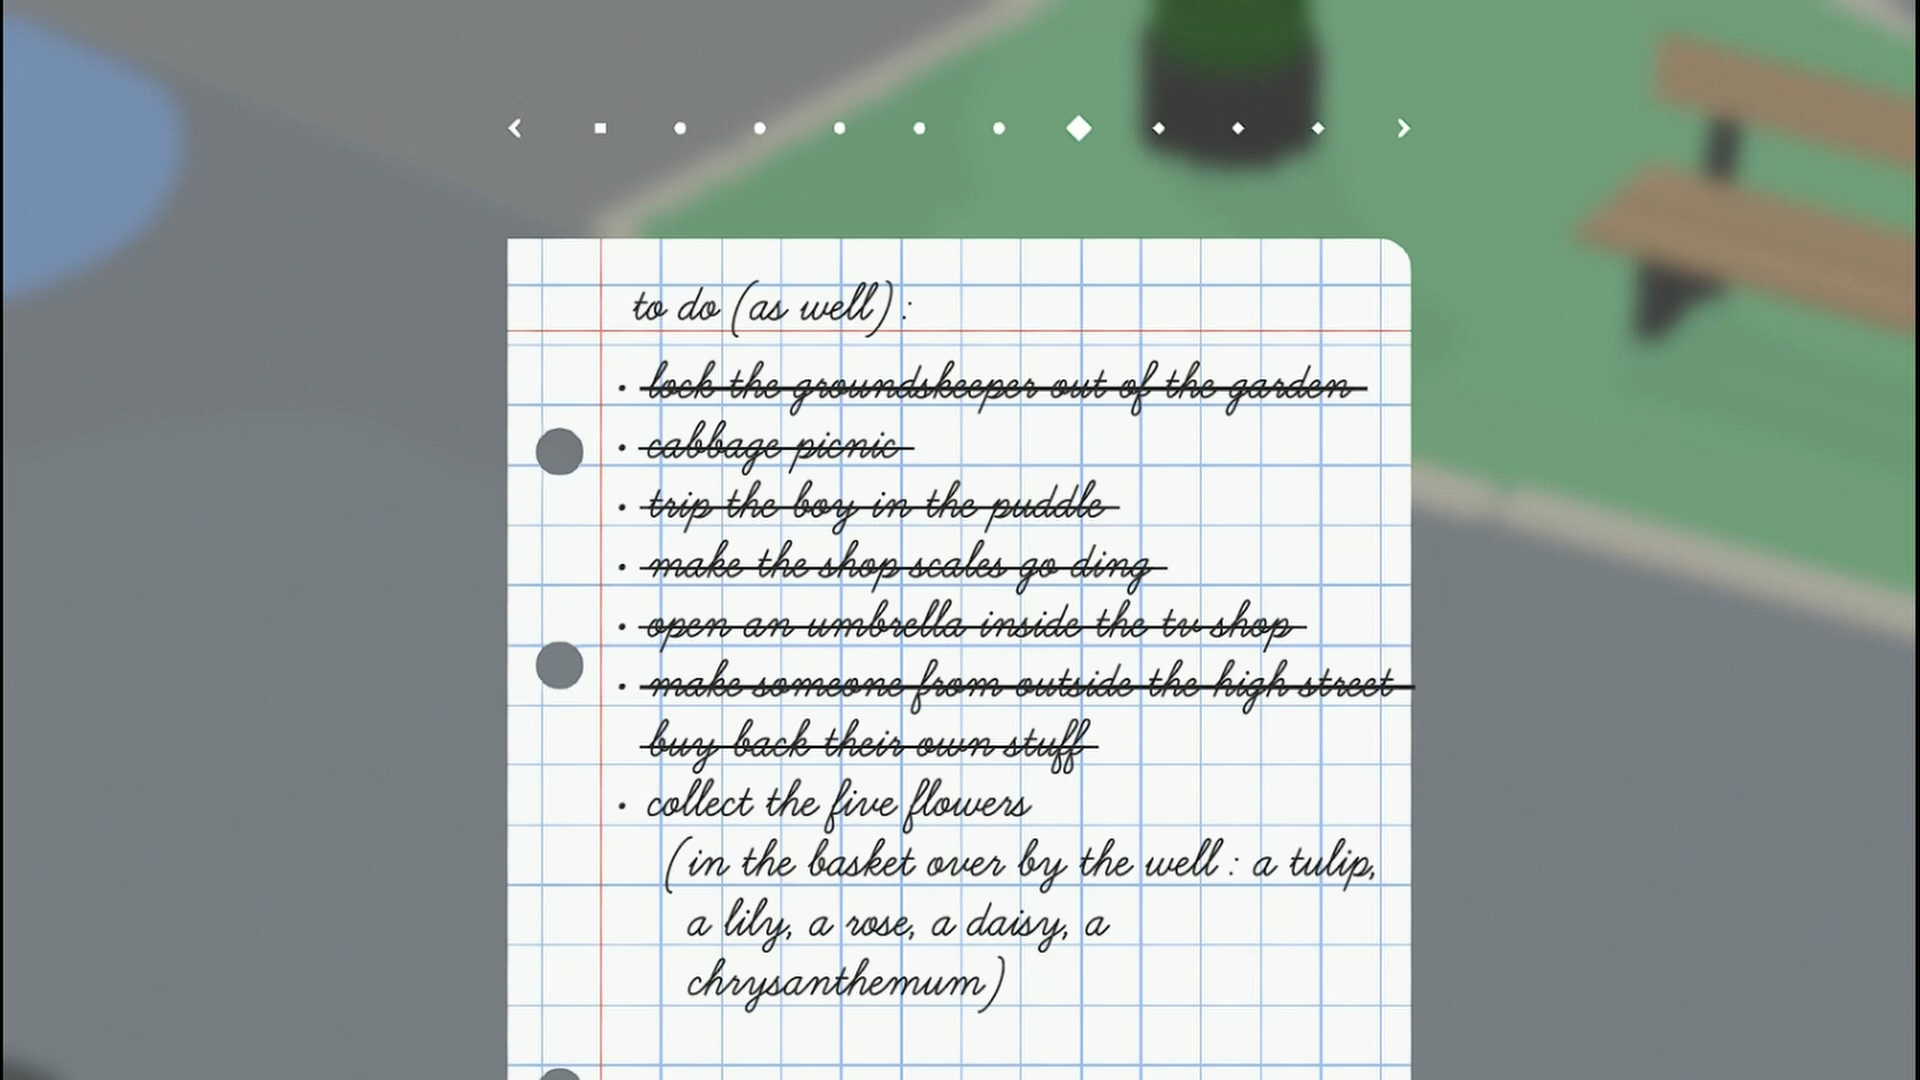 to do (as well):
• lock the groundskeeper out of the garden
• cabbage picnic
• trip the boy in the puddle
• make the shop scales go ding
• open an umbrella inside the tv shop
• make someone from outside the high street
buy back their own stuff
• collect the five flowers
(in the basket over by the well: a tulip,
a lily, a rose, a daisy, a
chrysanthemum)